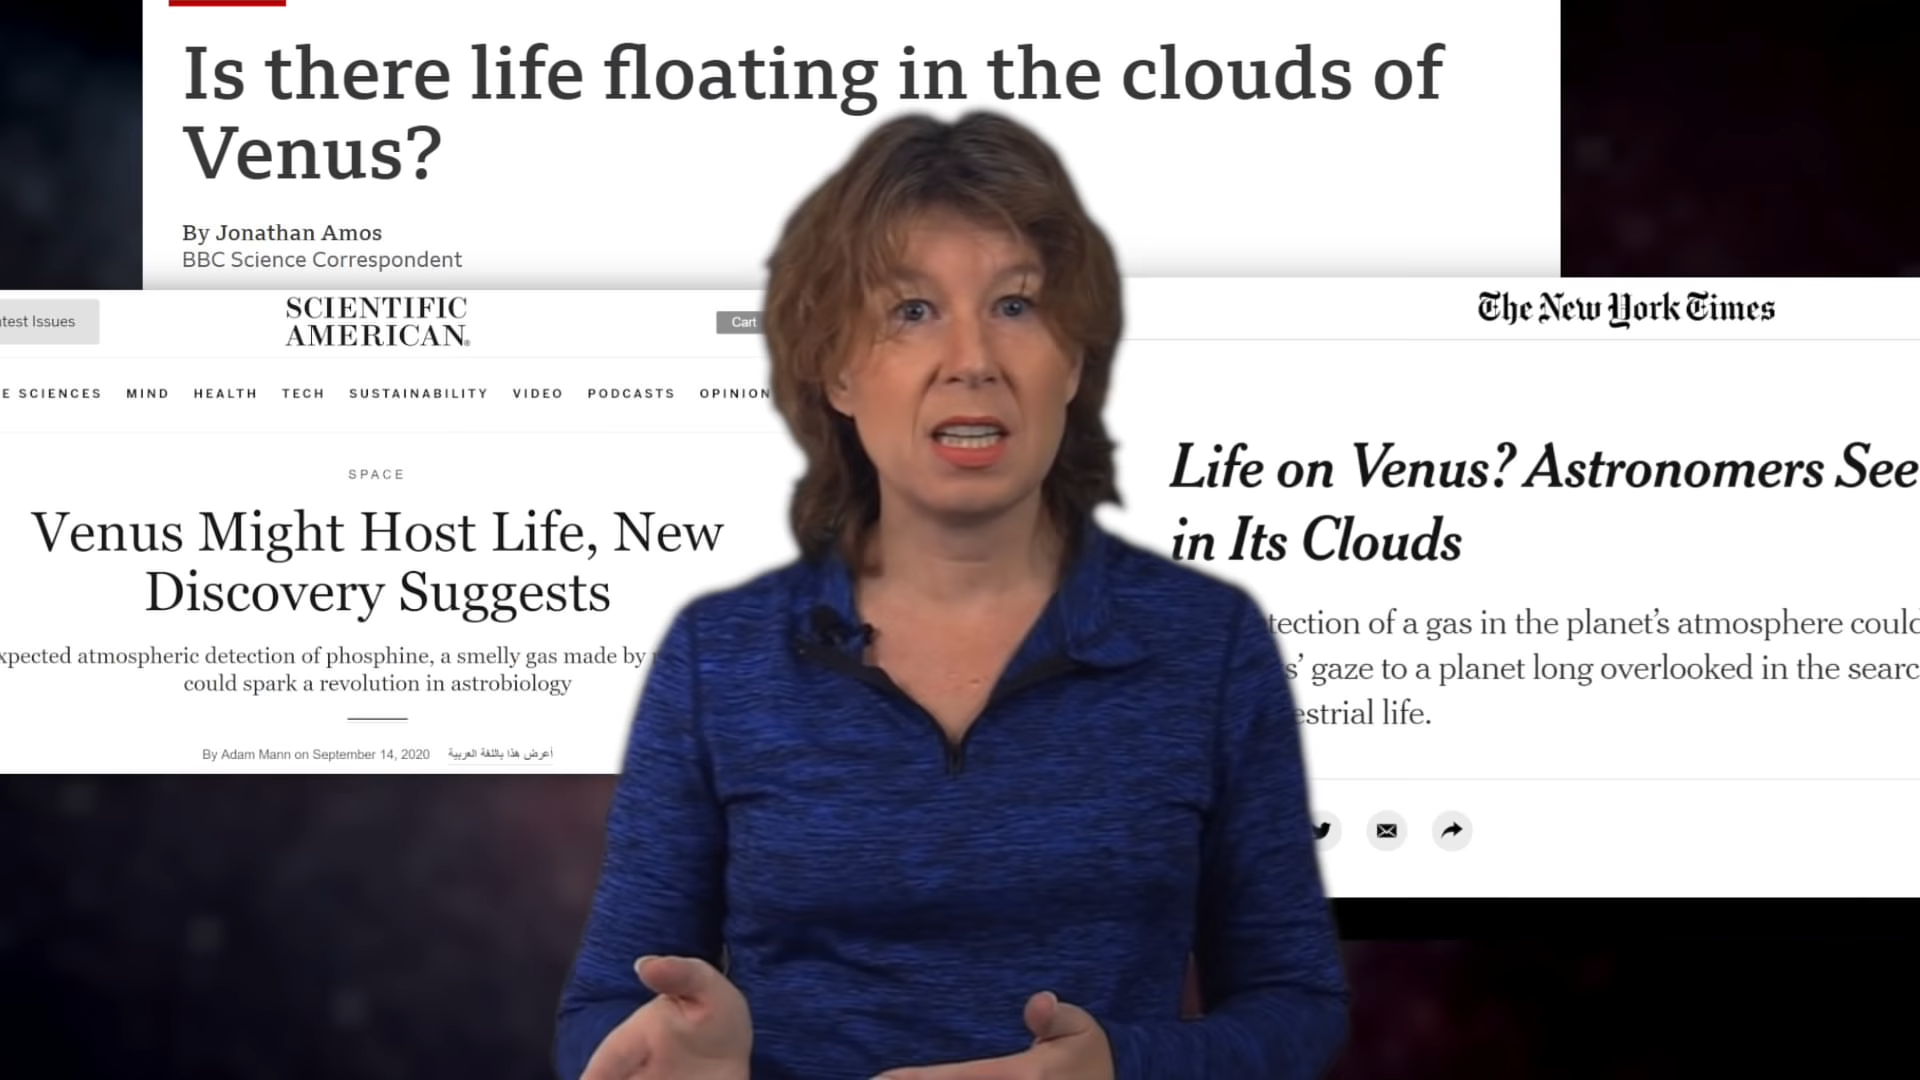 Is there life floating in the clouds of
Venus?
By Jonathan Amos
BBC Science Correspondent
test Issues
SCIENTIFIC
AMERICAN®
Cart
E SCIENCES MIND HEALTH TECH SUSTAINABILITY VIDEO PODCASTS OPINION
SPACE
Venus Might Host Life, New
Discovery Suggests
xpected atmospheric detection of phosphine, a smelly gas made by
could spark a revolution in astrobiology
By Adam Mann on September 14, 2020 أعرض هذا باللغة العربية
The New York Times
Life on Venus? Astronomers See
in Its Clouds
tection of a gas in the planet’s atmosphere could
s’ gaze to a planet long overlooked in the searc
estrial life.